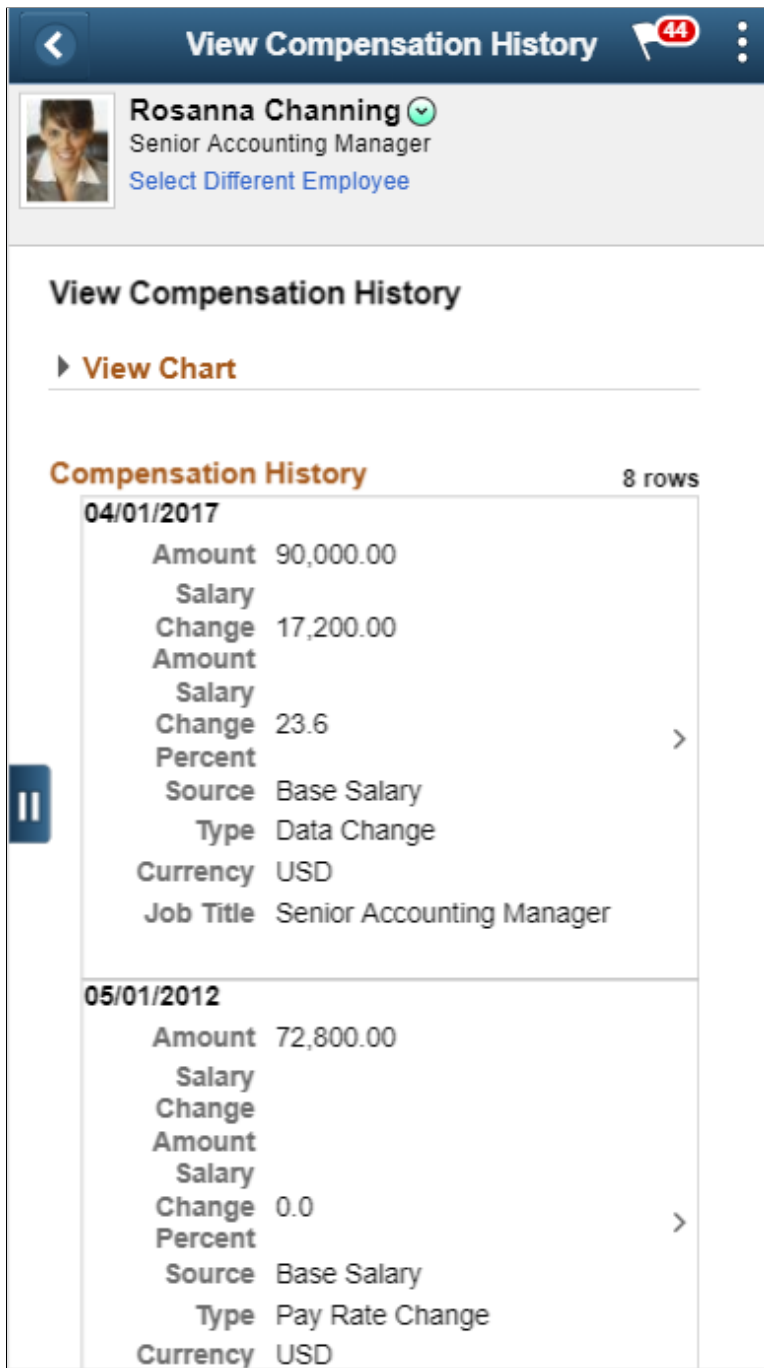 View Compensation History
44
Rosanna Channing
Senior Accounting Manager
Select Different Employee
View Compensation History
View Chart
Compensation History 8 rows
04/01/2017
Amount 90,000.00
Salary
Change 17,200.00
Amount
Salary
Change 23.6
Percent
Source Base Salary
Type Data Change
Currency USD
Job Title Senior Accounting Manager
05/01/2012
Amount 72,800.00
Salary
Change
Amount
Salary
Change 0.0
Percent
Source Base Salary
Type Pay Rate Change
Currency USD